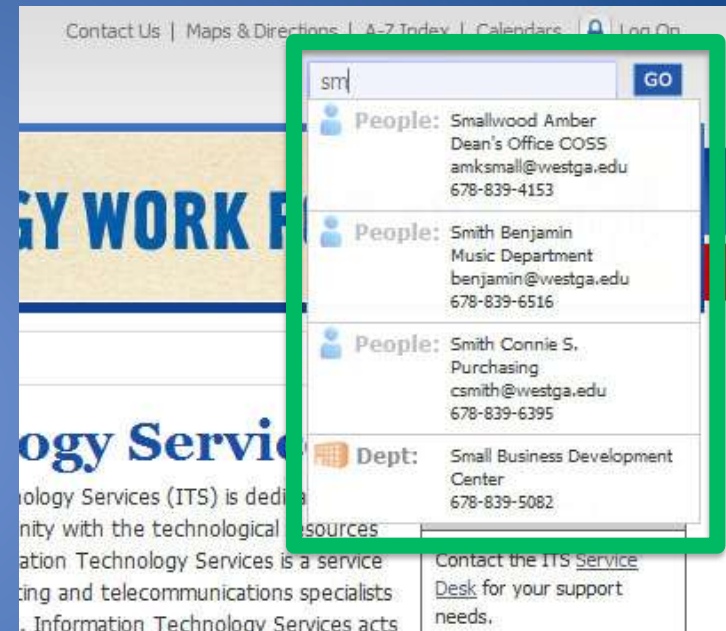 Contact Us | Maps & Directions | A-Z Index | Calendars Log On
sm GO
People: Smallwood Amber
Dean's Office COSS
amksmall@westga.edu
678-839-4153
GY WORK
People: Smith Benjamin
Music Department
benjamin@westga.edu
678-839-6516
People: Smith Connie S.
Purchasing
csmith@westga.edu
678-839-6395
ogy Servi
Dept: Small Business Development
Center
678-839-5082
ology Services (ITS) is dedi
nity with the technological resources
ation Technology Services is a service
ting and telecommunications specialists
. Information Technology Services acts
Contact the ITS Service
Desk for your support
needs.